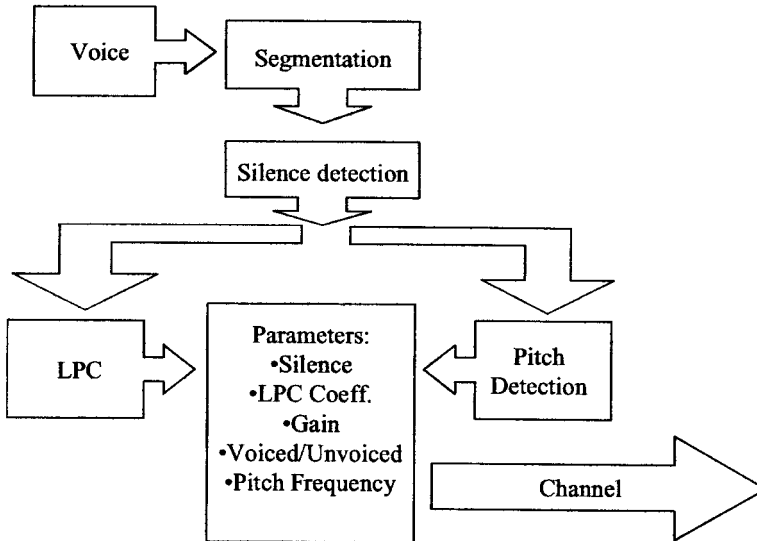 Voice
Segmentation
Silence detection
LPC
Parameters:
•Silence
•LPC Coeff.
•Gain
•Voiced/Unvoiced
•Pitch Frequency
Pitch
Detection
Channel